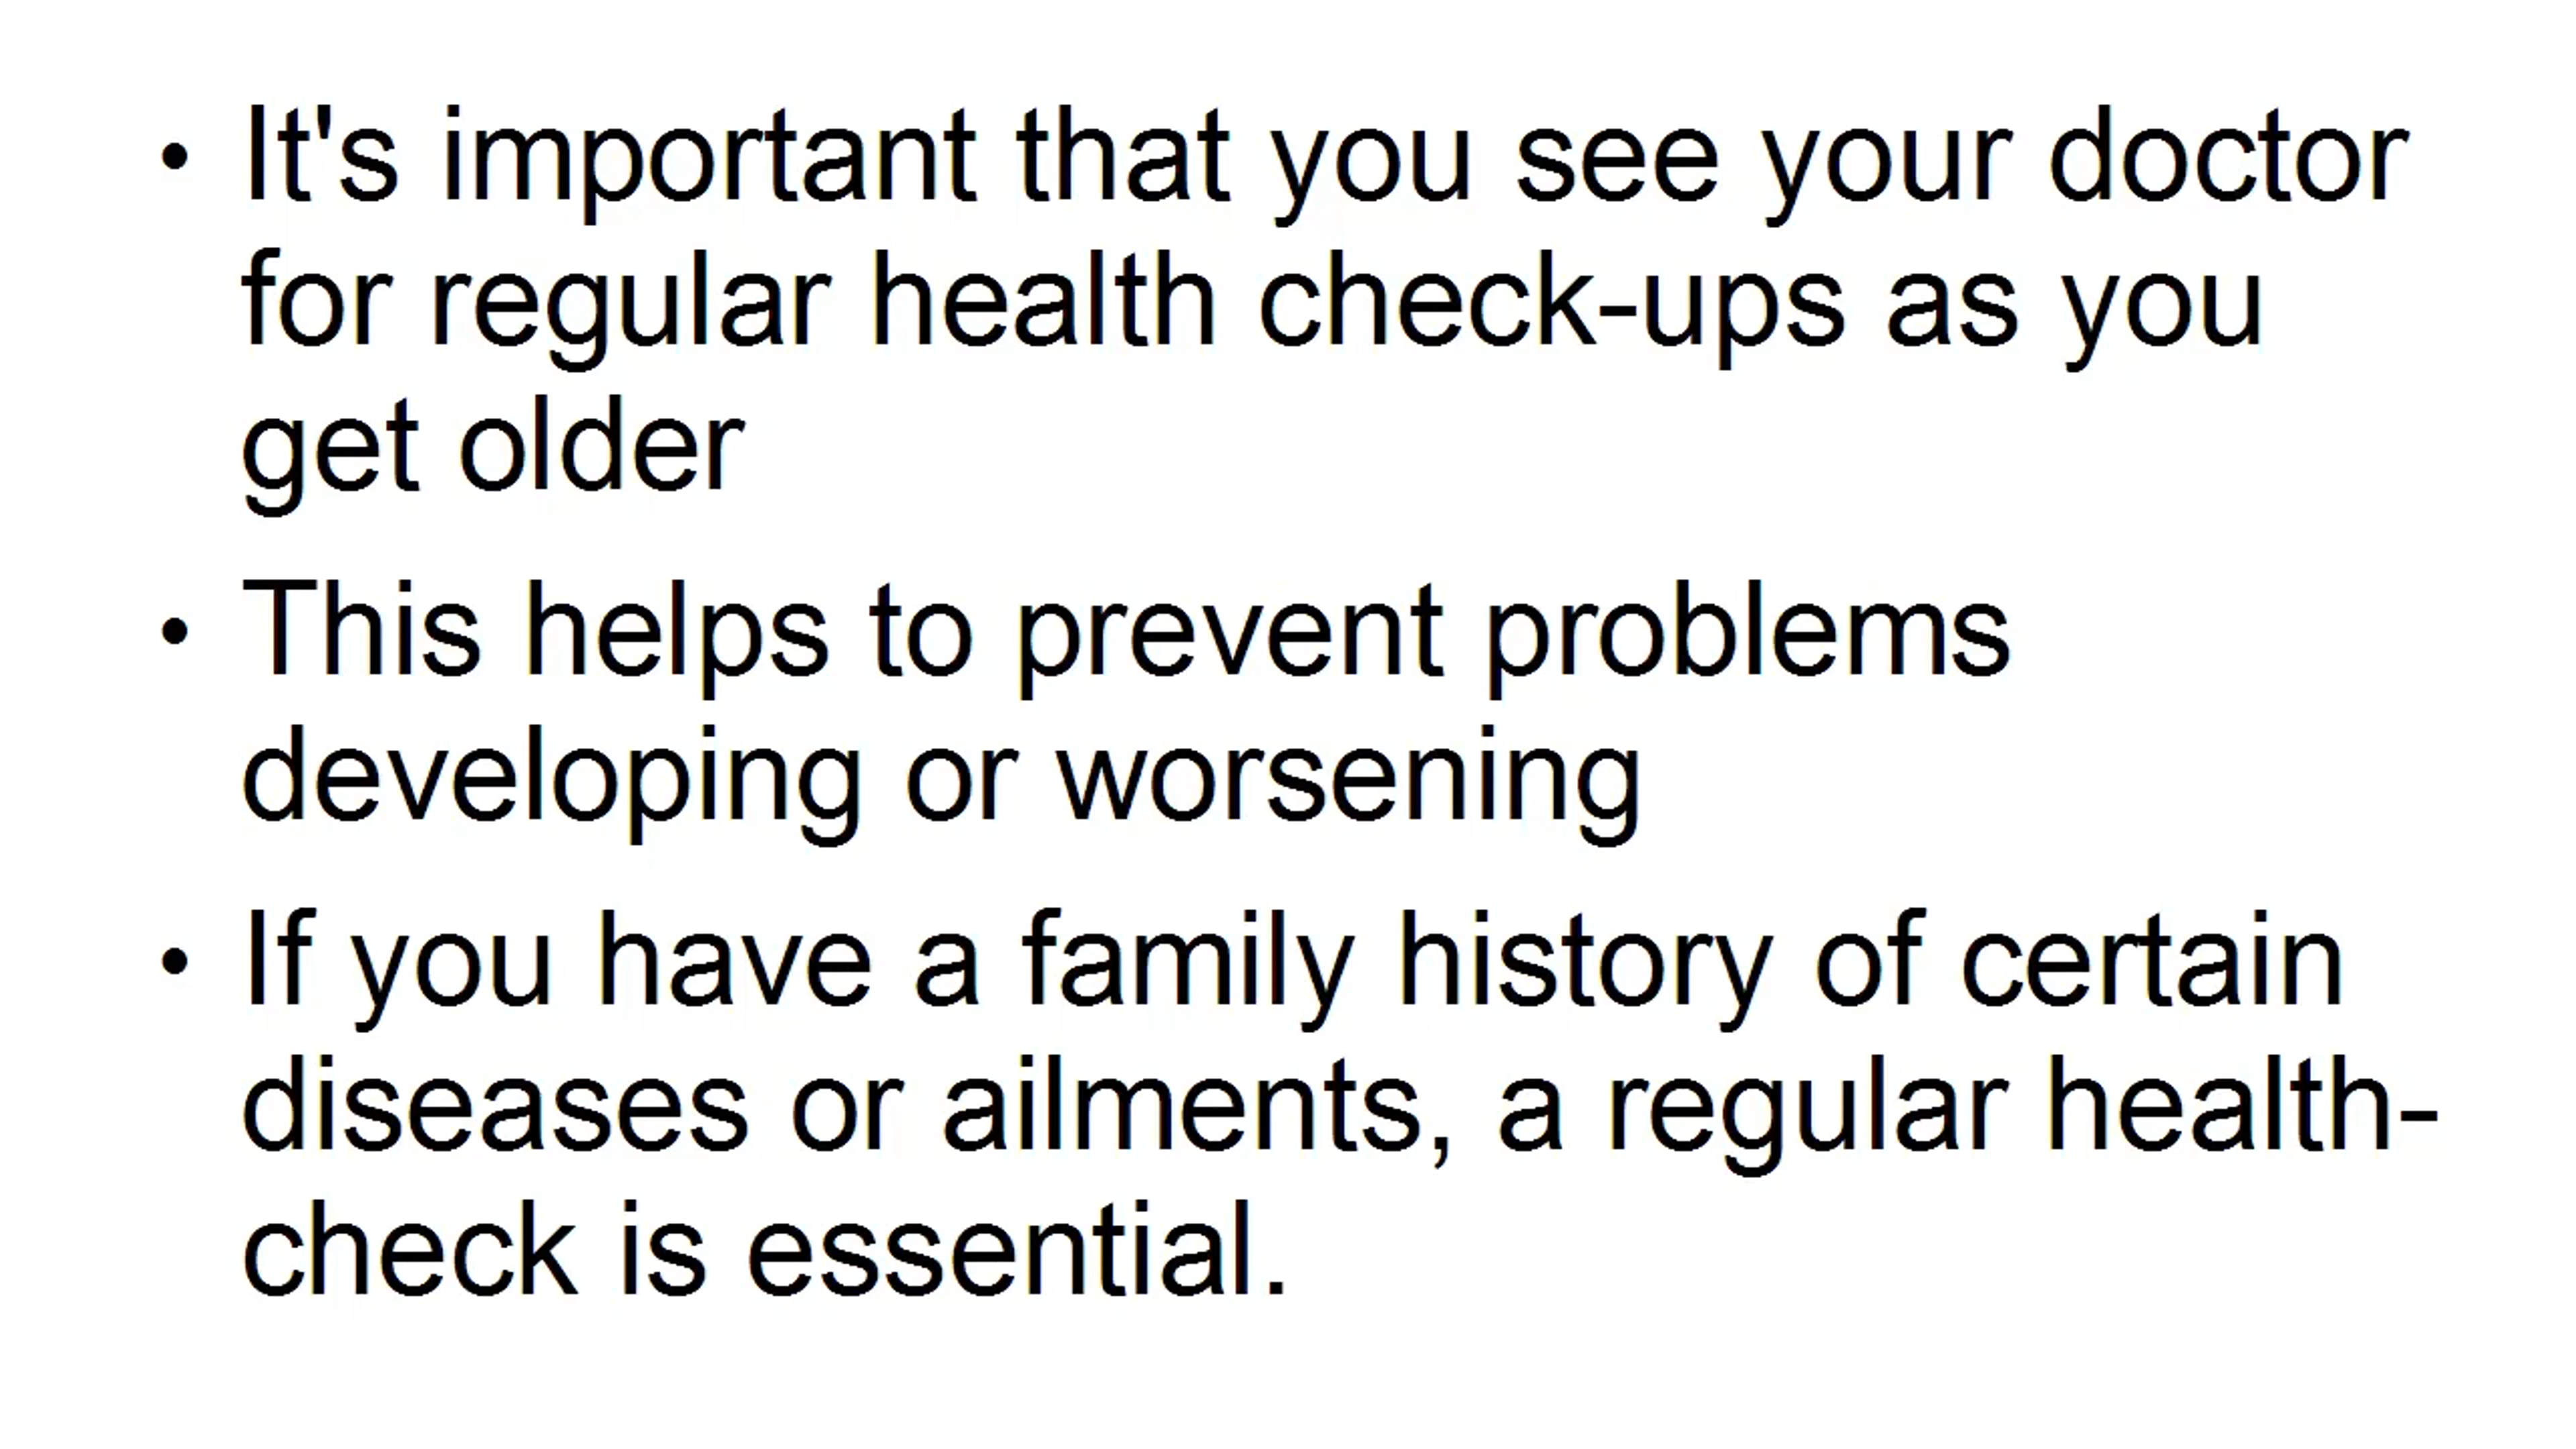 • It's important that you see your doctor
for regular health check-ups as you
get older
• This helps to prevent problems
developing or worsening
• If you have a family history of certain
diseases or ailments, a regular health-
check is essential.